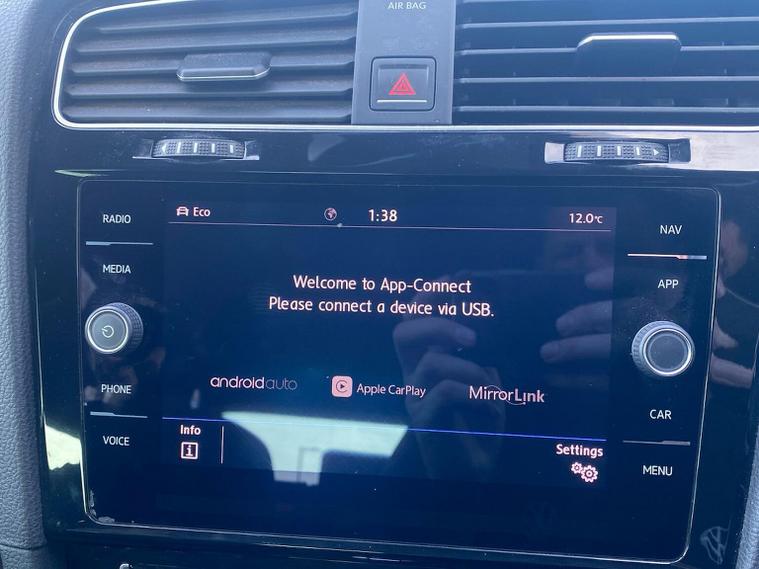 AIR BAG
RADIO
MEDIA
PHONE
VOICE
Eco
1:38
12.0°C
Welcome to App-Connect
Please connect a device via USB.
androidauto
Apple CarPlay
MirrorLink
Info
i
Settings
NAV
APP
CAR
MENU